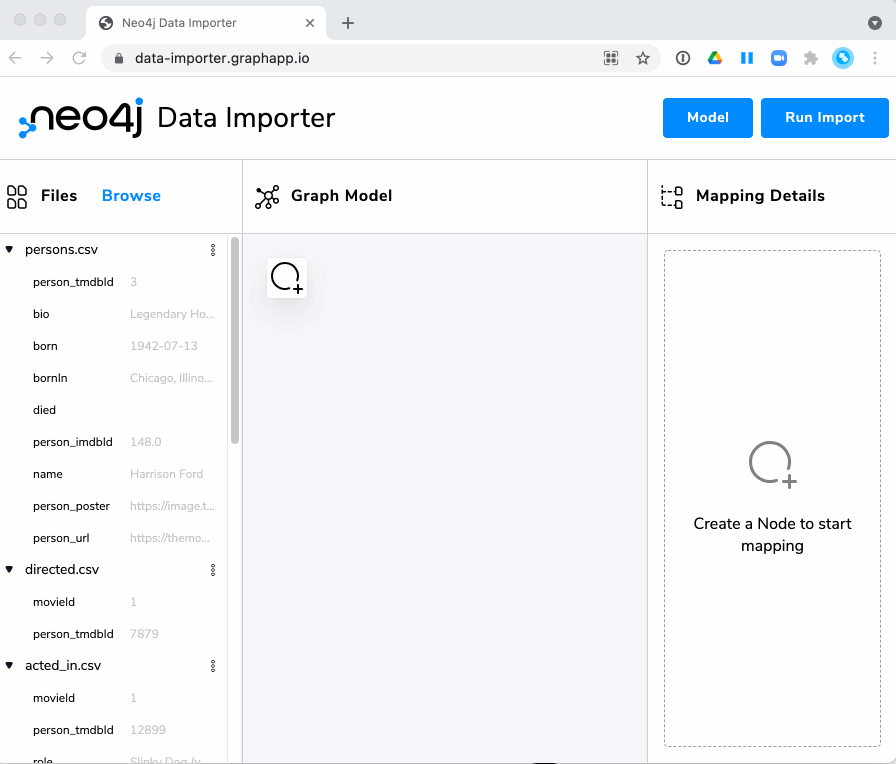 Neo4j Data Importer
data-importer.graphapp.io
neo4j Data Importer
Model
Run Import
Files
Browse
Graph Model
Mapping Details
persons.csv
person_tmdbId 3
bio Legendary Ho...
born 1942-07-13
bornIn Chicago, Illino...
died
person_imdbId 148.0
name Harrison Ford
person_poster https://image.t...
person_url https://themo...
directed.csv
movieId 1
person_tmdbId 7879
acted_in.csv
movieId 1
person_tmdbId 12899
role Slinky Dog (v...
Create a Node to start
mapping